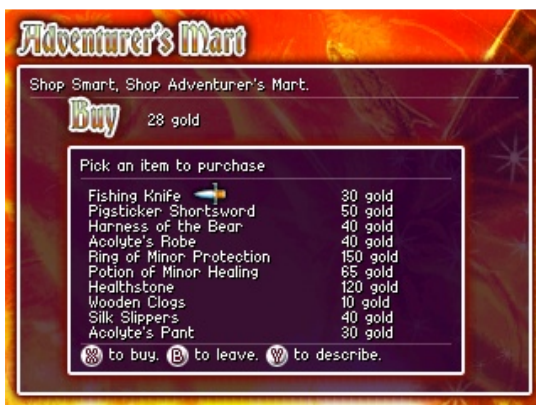 Adventurer's Mart
Shop Smart, Shop Adventurer's Mart.
Buy 28 gold
Pick an item to purchase
Fishing Knife 30 gold
Pigsticker Shortsword 50 gold
Harness of the Bear 40 gold
Acolyte's Robe 40 gold
Ring of Minor Protection 150 gold
Potion of Minor Healing 65 gold
Healthstone 120 gold
Wooden Clogs 10 gold
Silk Slippers 40 gold
Acolyte's Pant 30 gold
X to buy. B to leave. Y to describe.